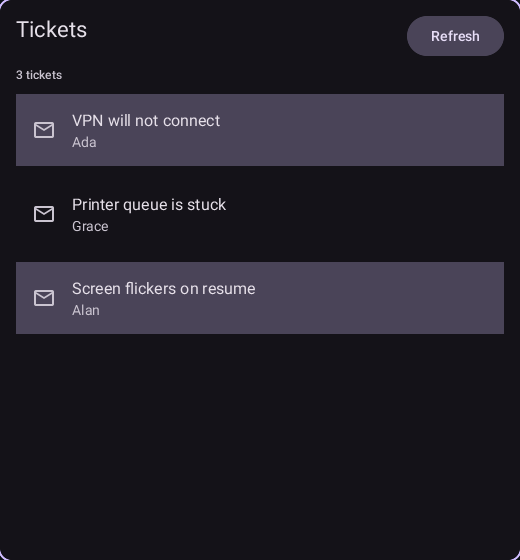 Tickets
Refresh
3 tickets
VPN will not connect
Ada
Printer queue is stuck
Grace
Screen flickers on resume
Alan